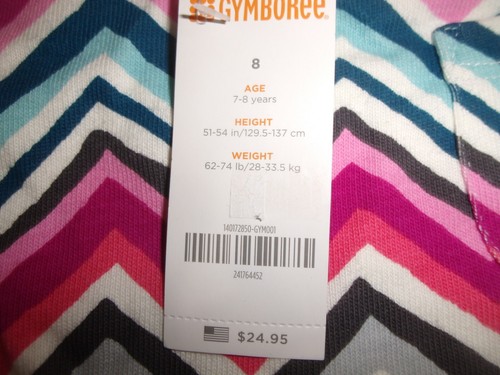 GYMBOREE
8
AGE
7-8 years
HEIGHT
51-54 in/129.5-137 cm
WEIGHT
62-74 lb/28-33.5 kg
140172850-GYM001
241764452
$24.95